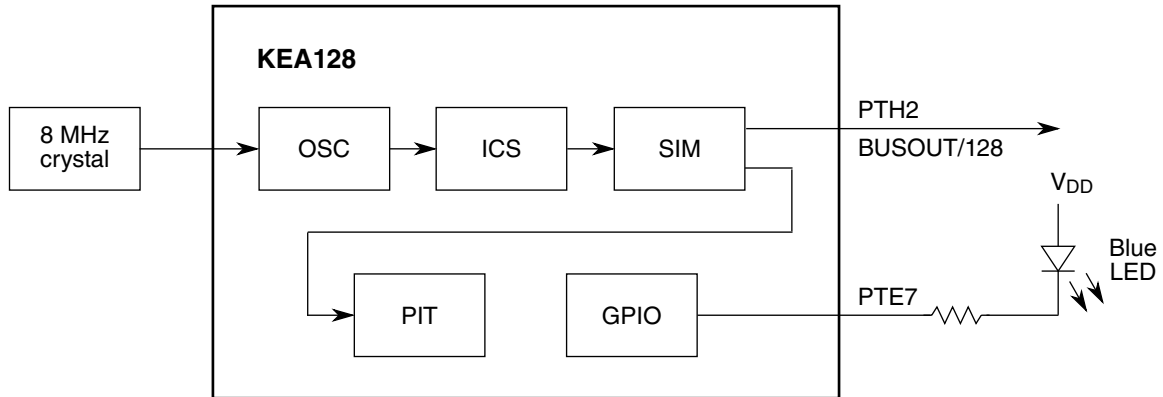 KEA128
8 MHz
crystal
OSC
ICS
SIM
PTH2
BUSOUT/128
VDD
Blue
LED
PIT
GPIO
PTE7